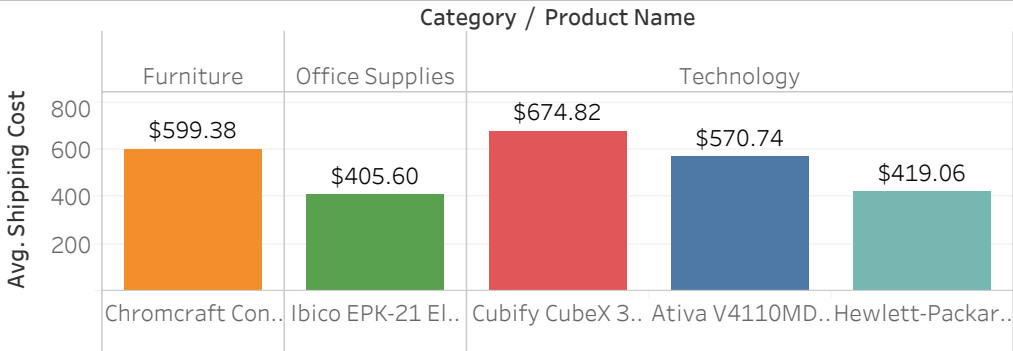 Category / Product Name
Furniture Office Supplies Technology
Avg. Shipping Cost
800
600
400
200
$599.38
$405.60
$674.82
$570.74
$419.06
Chromcraft Con.. Ibico EPK-21 El.. Cubify CubeX 3.. Ativa V4110MD.. Hewlett-Packar..